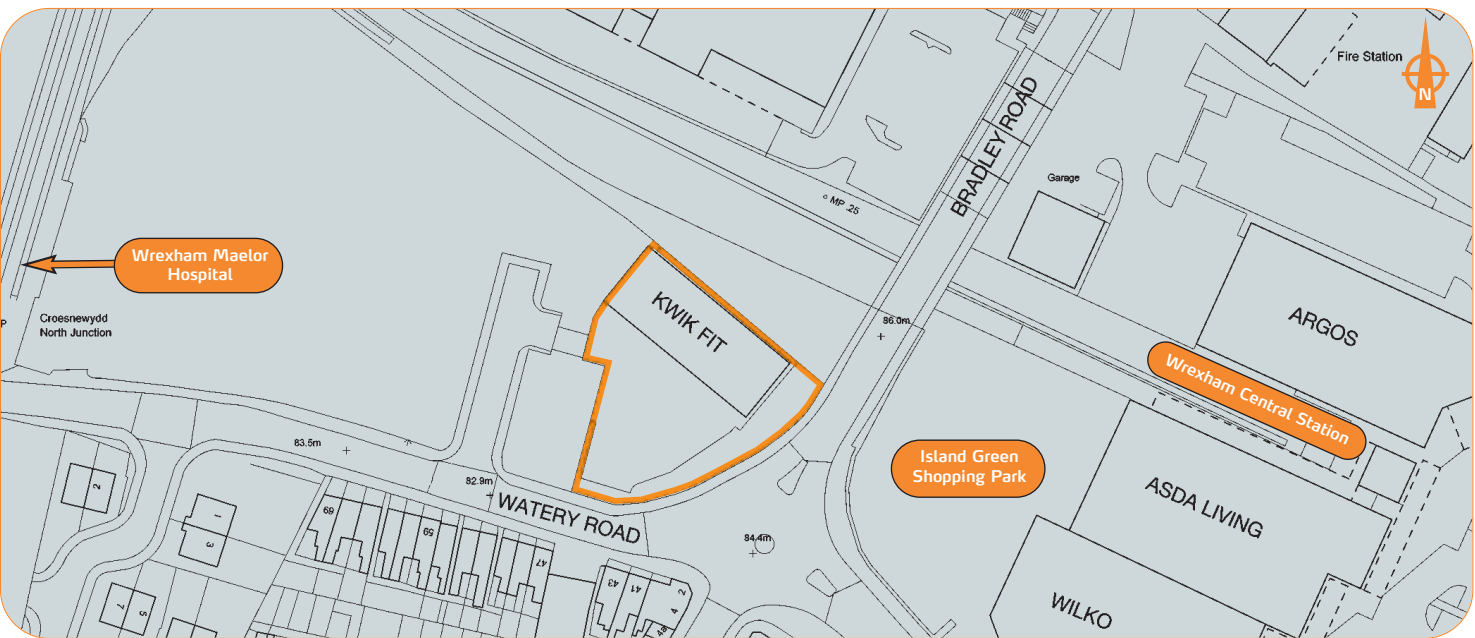 Fire Station
N
BRADLEY ROAD
Garage
MP .25
Wrexham Maelor
Hospital
Croesnewydd
North Junction
P
KWIK FIT
86.0m
ARGOS
Wrexham Central Station
Island Green
Shopping Park
ASDA LIVING
WILKO
83.5m
82.9m
WATERY ROAD
84.4m
2
1
3
7
5
69
59
47
43
41
2
4